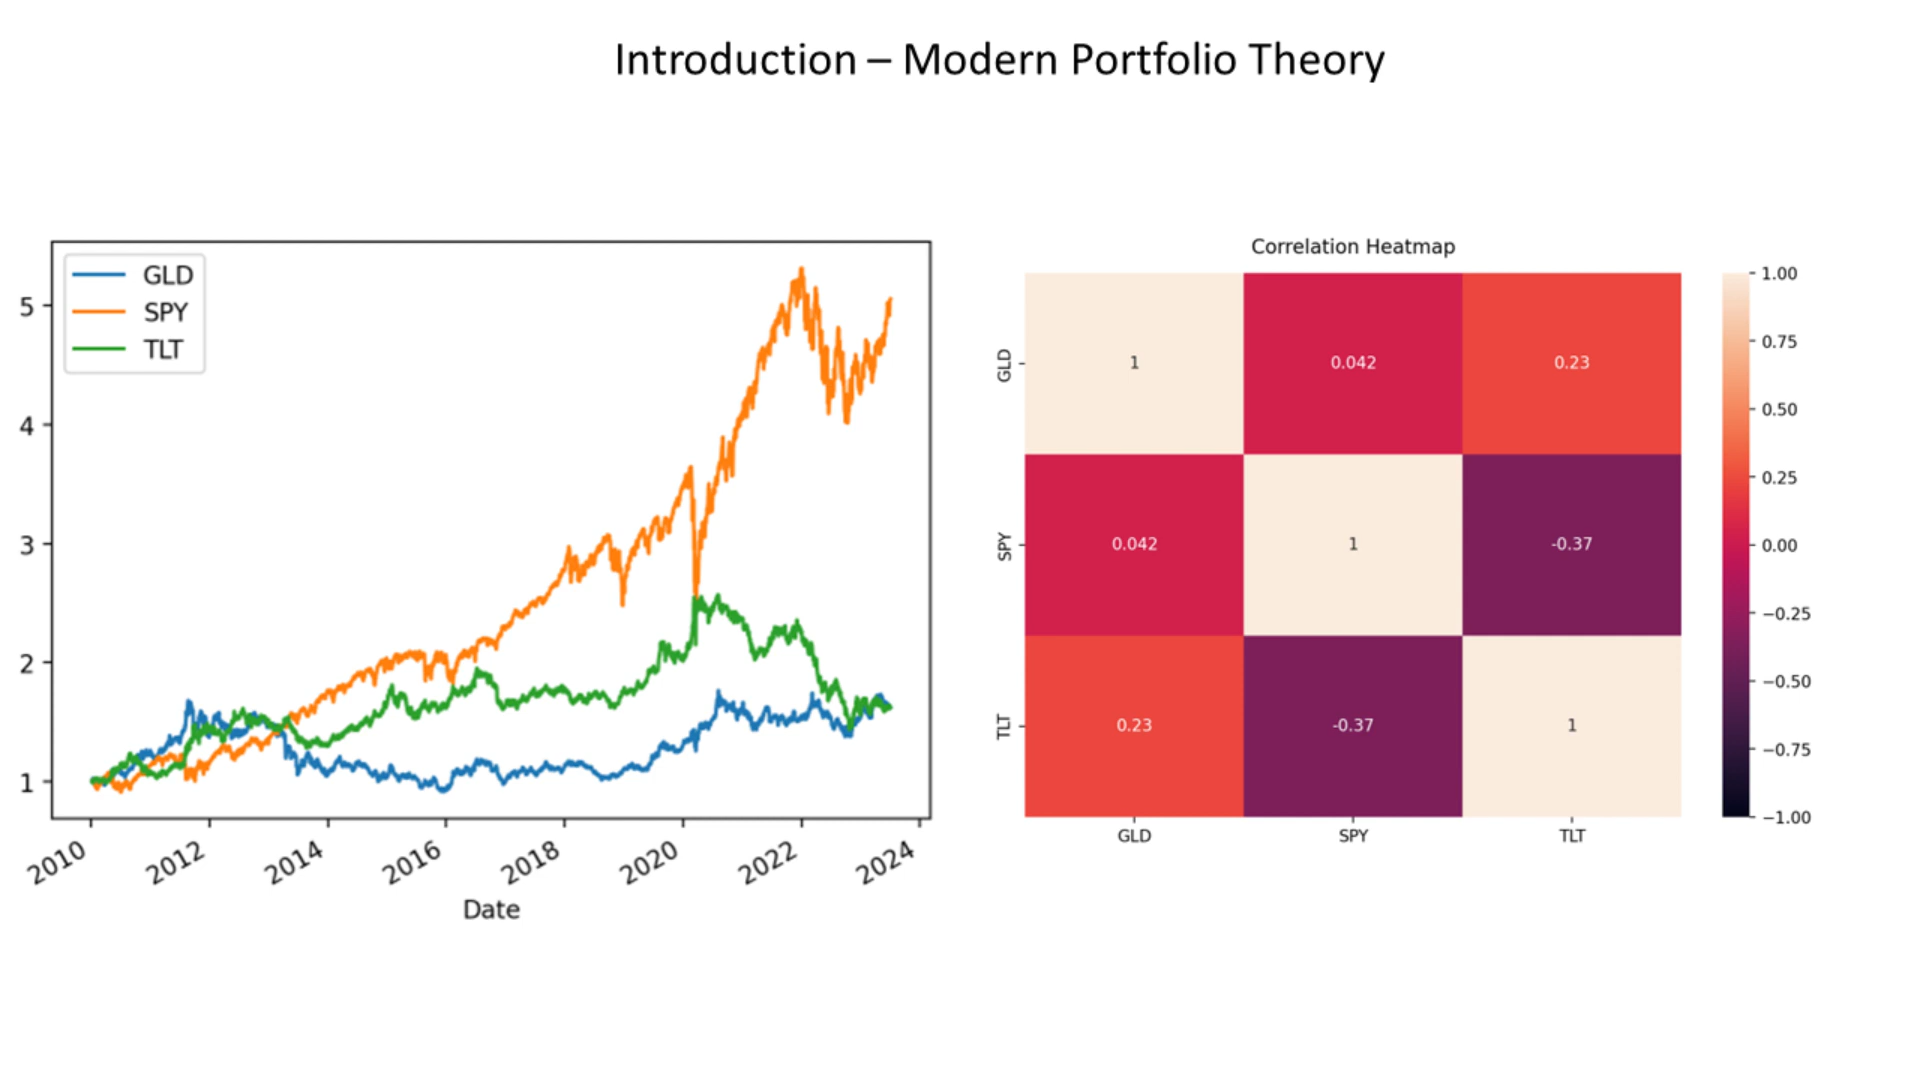 Introduction – Modern Portfolio Theory
GLD
SPY
TLT
5
4
3
2
1
2010
2012
2014
2016
2018
2020
2022
2024
Date
Correlation Heatmap
GLD
1
0.042
0.23
SPY
0.042
1
-0.37
TLT
0.23
-0.37
1
GLD
SPY
TLT
1.00
0.75
0.50
0.25
0.00
−0.25
−0.50
−0.75
−1.00